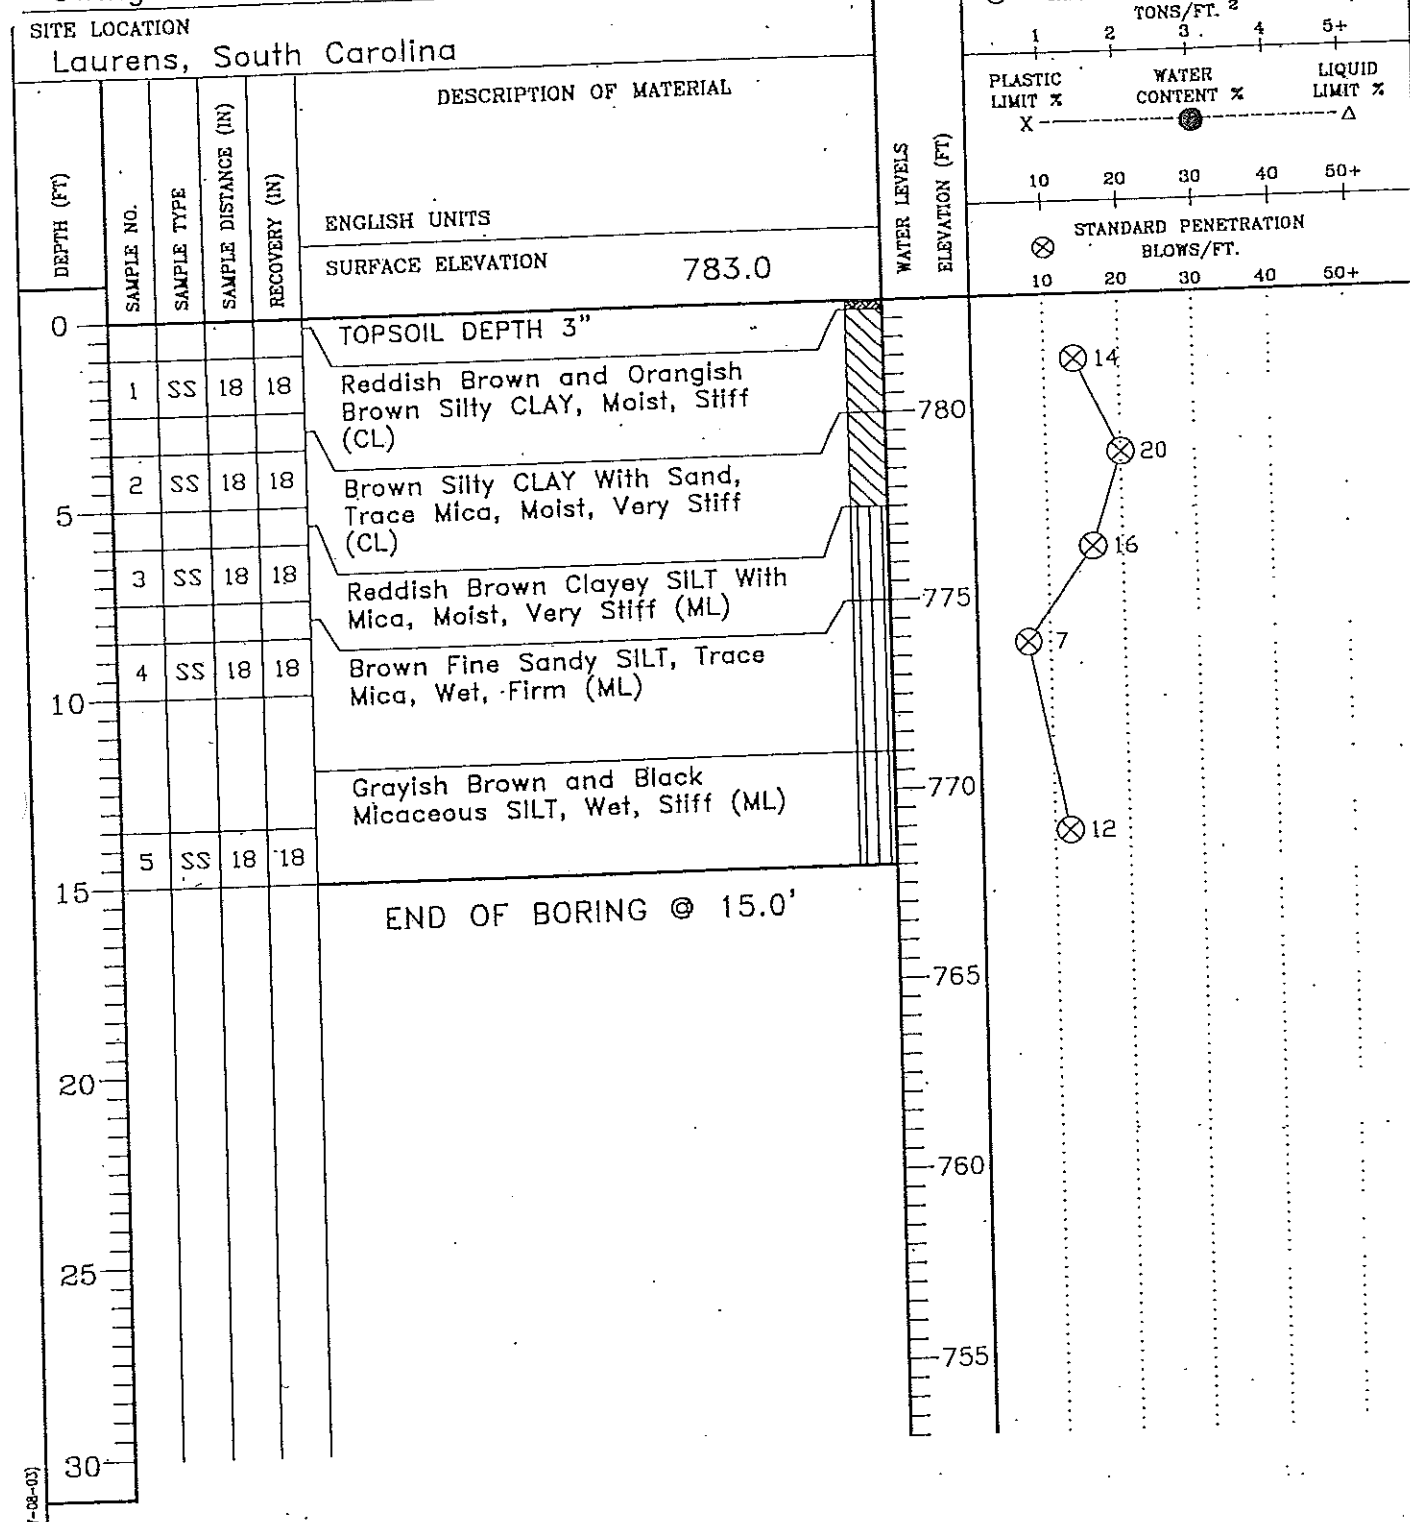 SITE LOCATION
Laurens, South Carolina
DEPTH (FT)
SAMPLE NO.
SAMPLE TYPE
SAMPLE DISTANCE (IN)
RECOVERY (IN)
DESCRIPTION OF MATERIAL
ENGLISH UNITS
SURFACE ELEVATION 783.0
WATER LEVELS
ELEVATION (FT)
TONS/FT. 2
1 2 3 4 5+
PLASTIC LIMIT %
WATER CONTENT %
LIQUID LIMIT %
X Δ
10 20 30 40 50+
STANDARD PENETRATION
BLOWS/FT.
10 20 30 40 50+
0
TOPSOIL DEPTH 3"
14
1 SS 18 18
Reddish Brown and Orangish
Brown Silty CLAY, Moist, Stiff
(CL)
780
20
2 SS 18 18
Brown Silty CLAY With Sand,
Trace Mica, Moist, Very Stiff
(CL)
5
16
3 SS 18 18
Reddish Brown Clayey SILT With
Mica, Moist, Very Stiff (ML)
775
7
4 SS 18 18
Brown Fine Sandy SILT, Trace
Mica, Wet, Firm (ML)
10
Grayish Brown and Black
Micaceous SILT, Wet, Stiff (ML)
770
12
5 SS 18 18
15
END OF BORING @ 15.0'
765
20
760
25
755
30